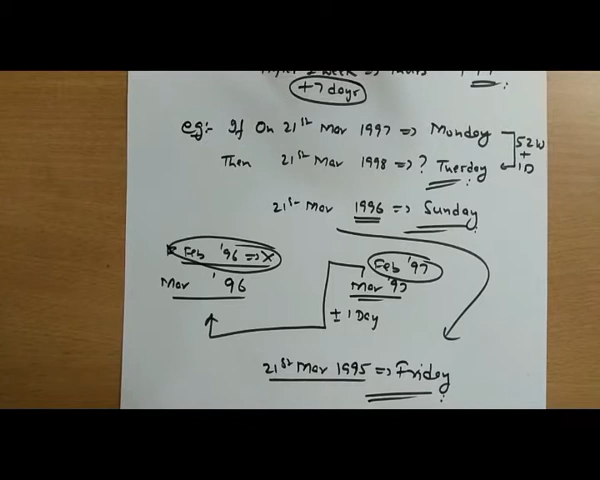 +7 days
eg:- If On 21st Mar 1997 => Monday
52W
+
1D
Then 21st Mar 1998 => ? Tuesday
21st Mar 1996 => Sunday
Feb '96 => X
Feb '97
Mar '96
Mar '97
± 1 Day
21st Mar 1995 => Friday